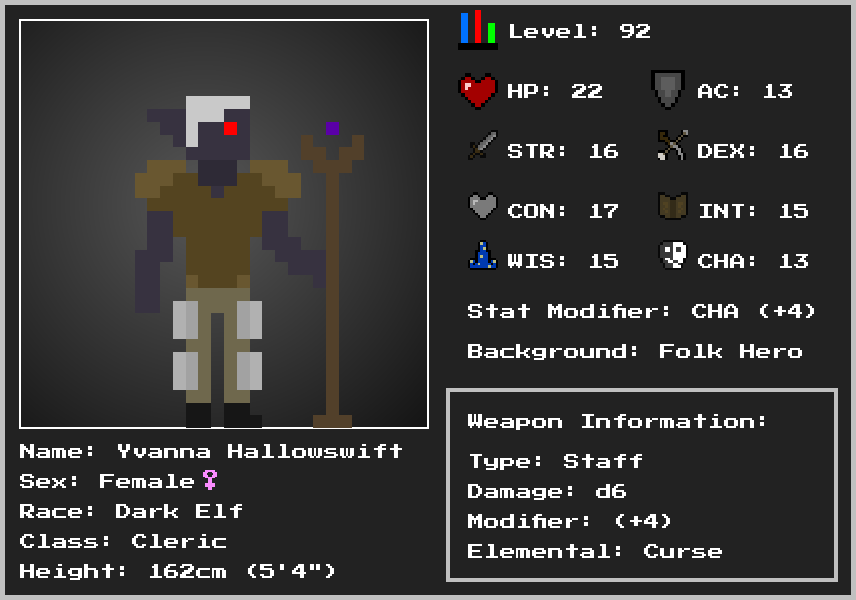 Level: 92
HP: 22 AC: 13
STR: 16 DEX: 16
CON: 17 INT: 15
WIS: 15 CHA: 13
Stat Modifier: CHA (+4)
Background: Folk Hero
Weapon Information:
Type: Staff
Damage: d6
Modifier: (+4)
Elemental: Curse
Name: Yvanna Hallowswift
Sex: Female♀
Race: Dark Elf
Class: Cleric
Height: 162cm (5'4")